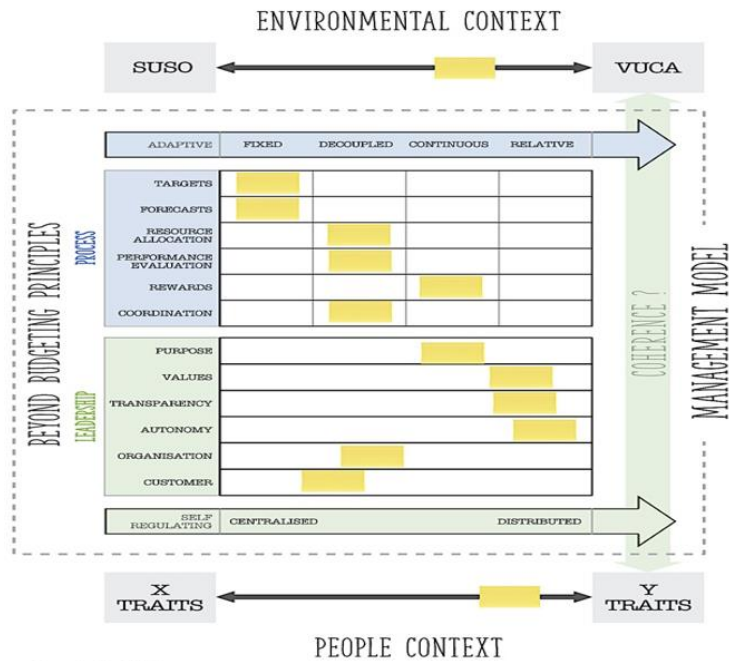 ENVIRONMENTAL CONTEXT
SUSO
VUCA
ADAPTIVE
FIXED
DECOUPLED
CONTINUOUS
RELATIVE
BEYOND BUDGETING PRINCIPLES
PROCESS
TARGETS
FORECASTS
RESOURCE
ALLOCATION
PERFORMANCE
EVALUATION
REWARDS
COORDINATION
LEADERSHIP
PURPOSE
VALUES
TRANSPARENCY
AUTONOMY
ORGANISATION
CUSTOMER
COHERENCE ?
MANAGEMENT MODEL
SELF
REGULATING
CENTRALISED
DISTRIBUTED
X
TRAITS
Y
TRAITS
PEOPLE CONTEXT